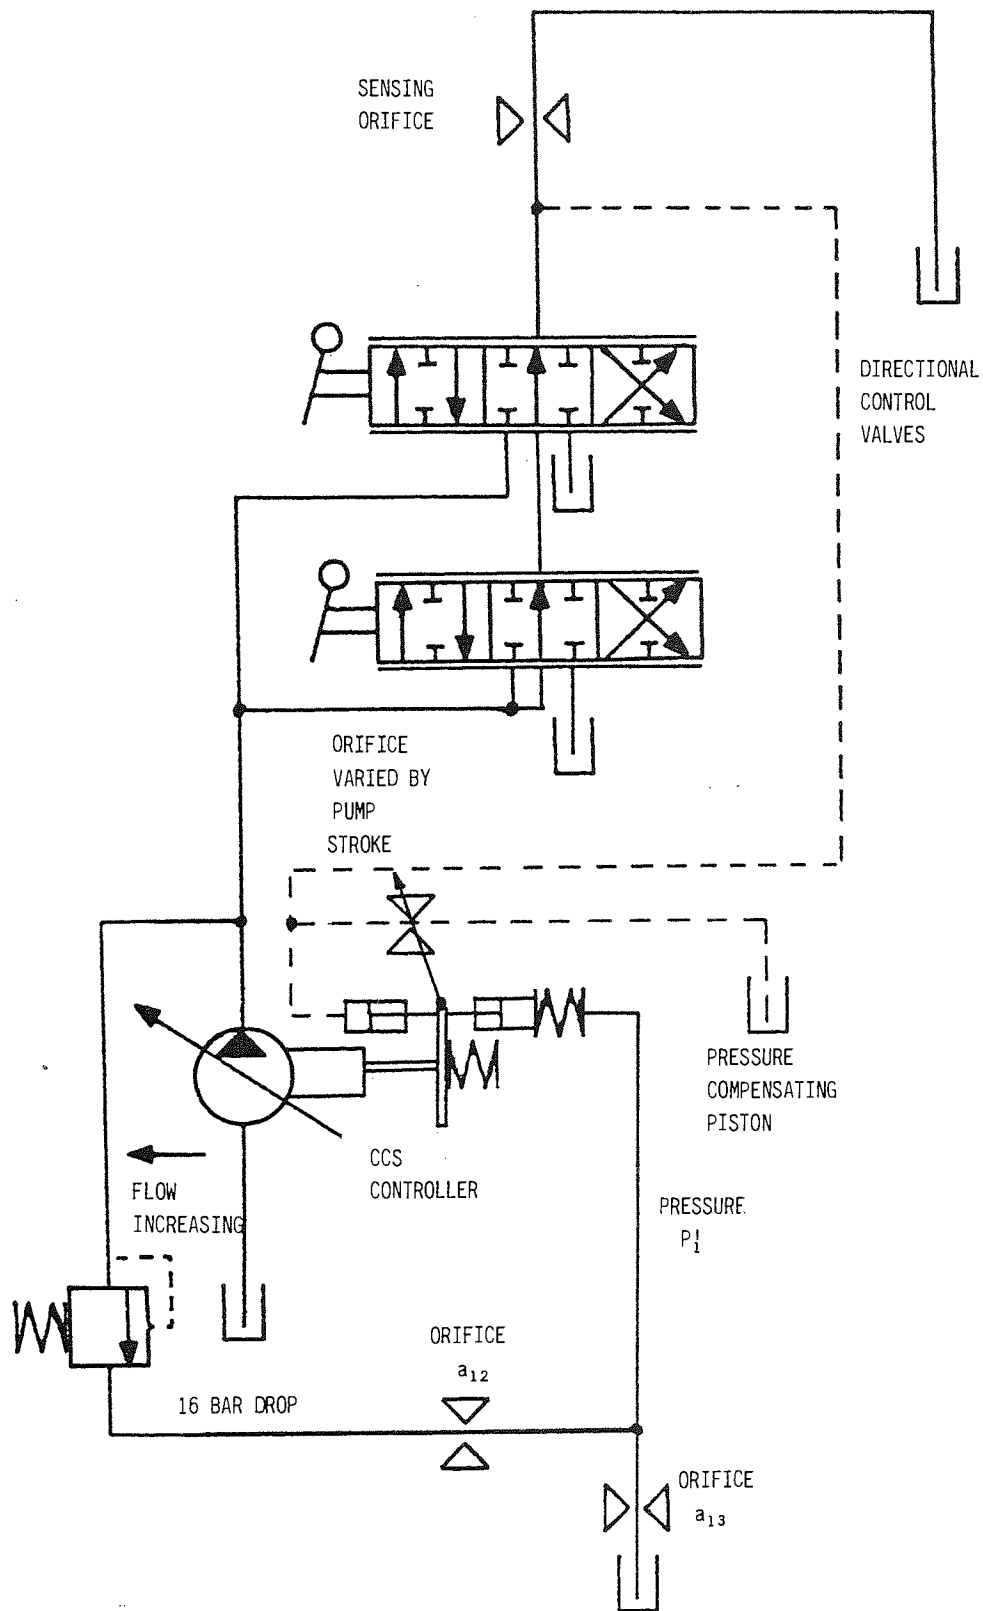 SENSING
ORIFICE
DIRECTIONAL
CONTROL
VALVES
ORIFICE
VARIED BY
PUMP
STROKE
PRESSURE
COMPENSATING
PISTON
CCS
CONTROLLER
FLOW
INCREASING
PRESSURE
P'1
ORIFICE
a12
16 BAR DROP
ORIFICE
a13